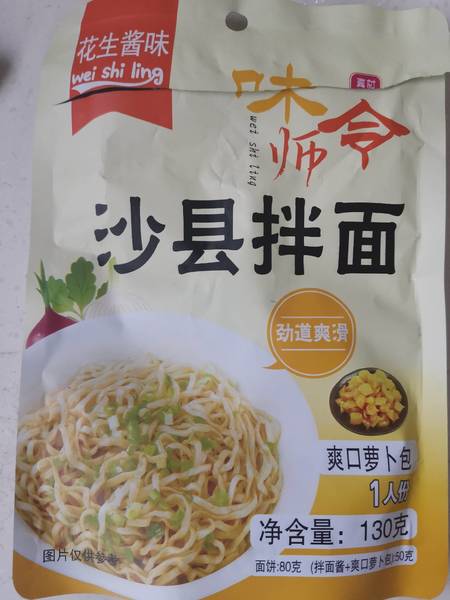 花生酱味
wei shi ling
味师令
wei shi ling
沙县拌面
劲道爽滑
爽口萝卜包
1人份
净含量：130克
图片仅供参考
面饼:80克 (拌面酱+爽口萝卜包):50克